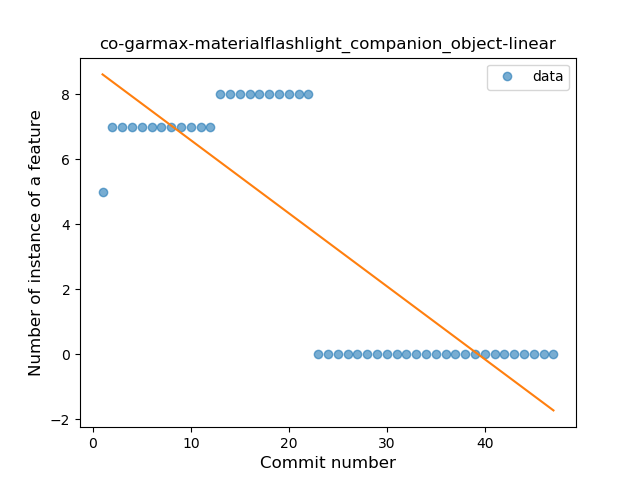 co-garmax-materialflashlight_companion_object-linear
data
Number of instance of a feature
8
6
4
2
0
−2
0 10 20 30 40
Commit number